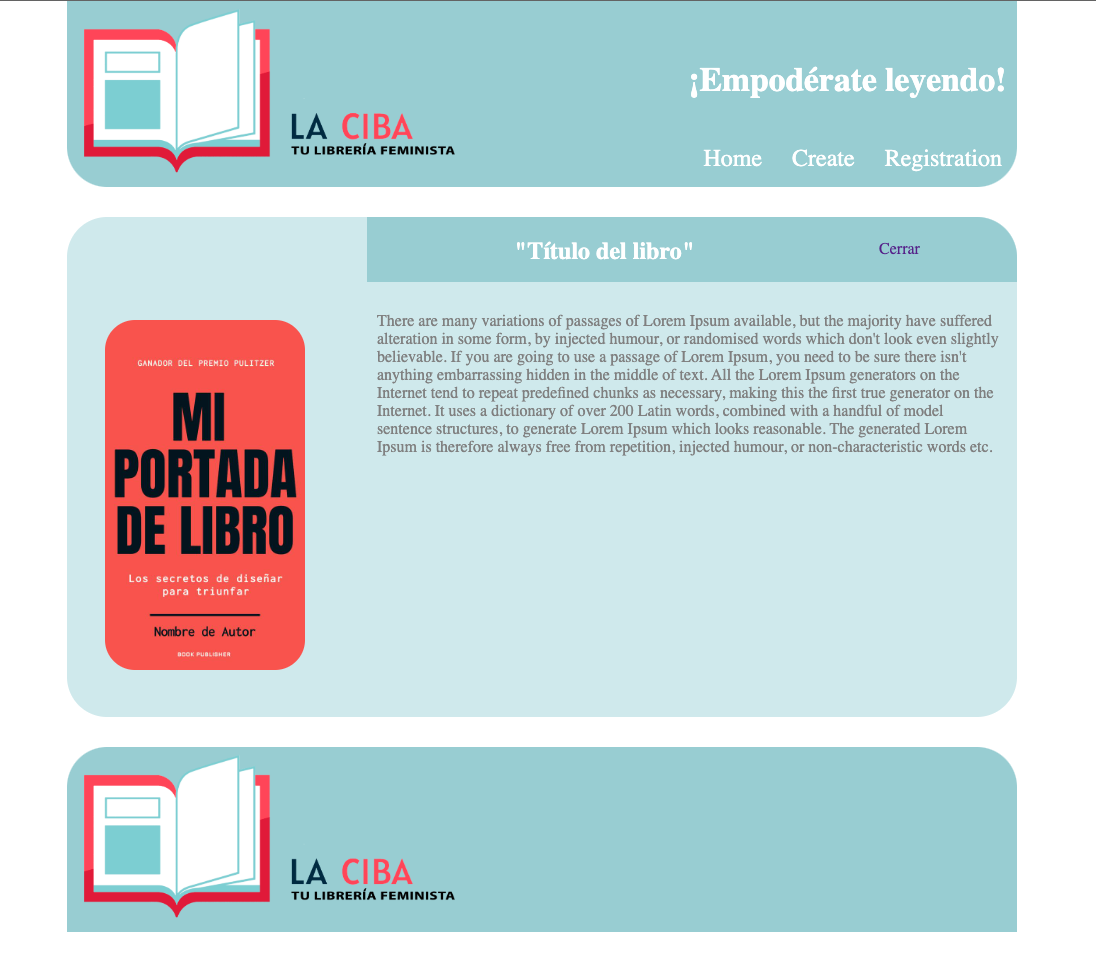 ¡Empodérate leyendo!
LA CIBA
TU LIBRERÍA FEMINISTA
Home Create Registration
"Título del libro"
Cerrar
GANADOR DEL PREMIO PULITZER
MI
PORTADA
DE LIBRO
Los secretos de diseñar
para triunfar
Nombre de Autor
BOOK PUBLISHER
There are many variations of passages of Lorem Ipsum available, but the majority have suffered
alteration in some form, by injected humour, or randomised words which don't look even slightly
believable. If you are going to use a passage of Lorem Ipsum, you need to be sure there isn't
anything embarrassing hidden in the middle of text. All the Lorem Ipsum generators on the
Internet tend to repeat predefined chunks as necessary, making this the first true generator on the
Internet. It uses a dictionary of over 200 Latin words, combined with a handful of model
sentence structures, to generate Lorem Ipsum which looks reasonable. The generated Lorem
Ipsum is therefore always free from repetition, injected humour, or non-characteristic words etc.
LA CIBA
TU LIBRERÍA FEMINISTA